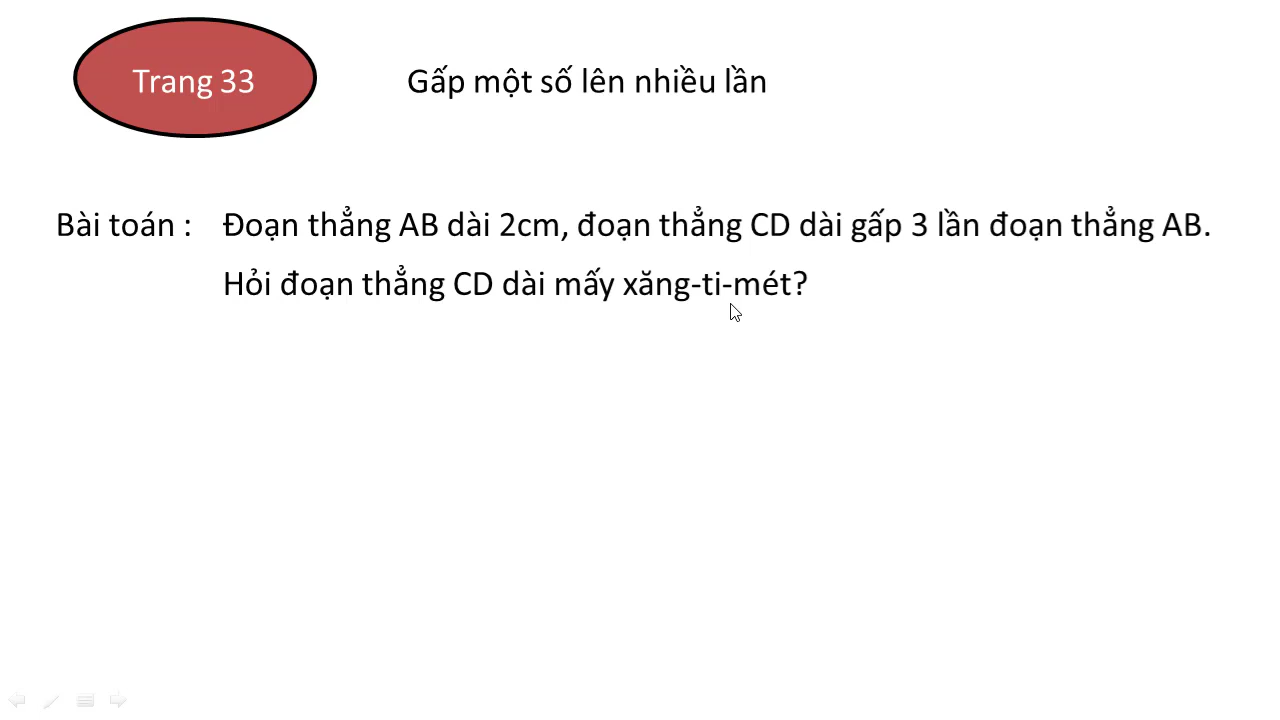 Trang 33
Gấp một số lên nhiều lần
Bài toán : Đoạn thẳng AB dài 2cm, đoạn thẳng CD dài gấp 3 lần đoạn thẳng AB.
Hỏi đoạn thẳng CD dài mấy xăng-ti-mét?